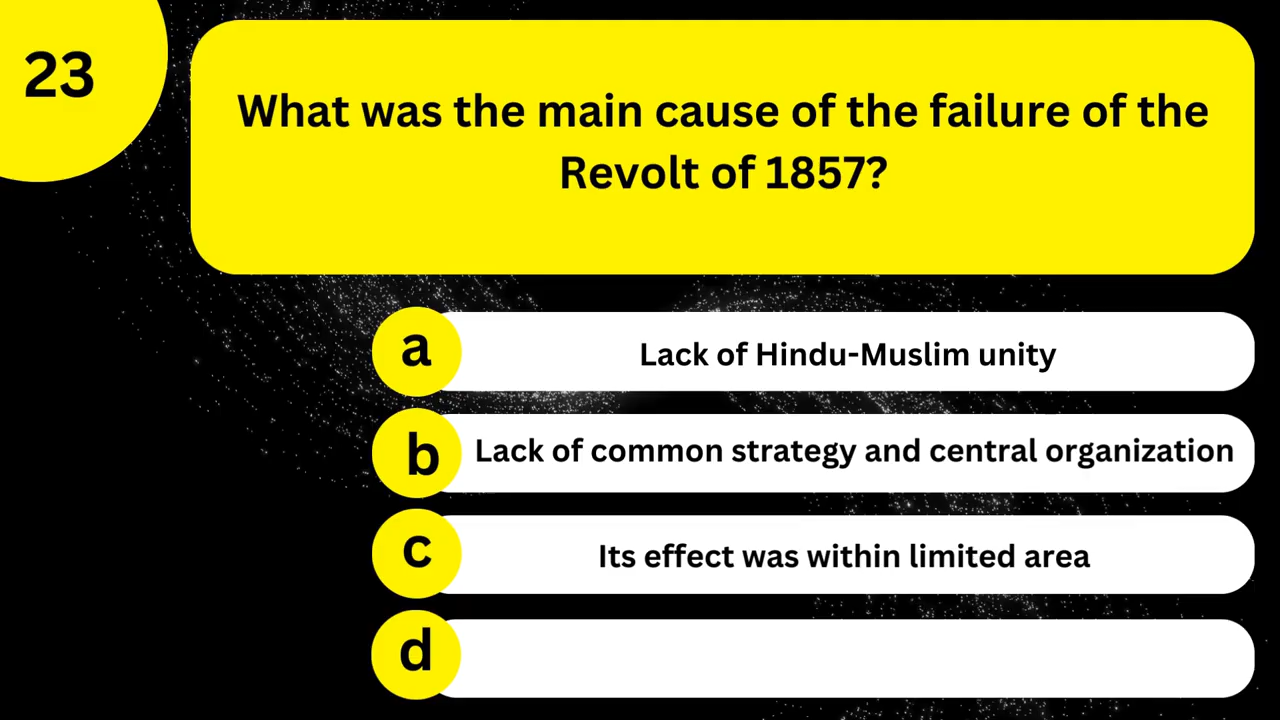 23
What was the main cause of the failure of the
Revolt of 1857?
a
Lack of Hindu-Muslim unity
b
Lack of common strategy and central organization
c
Its effect was within limited area
d